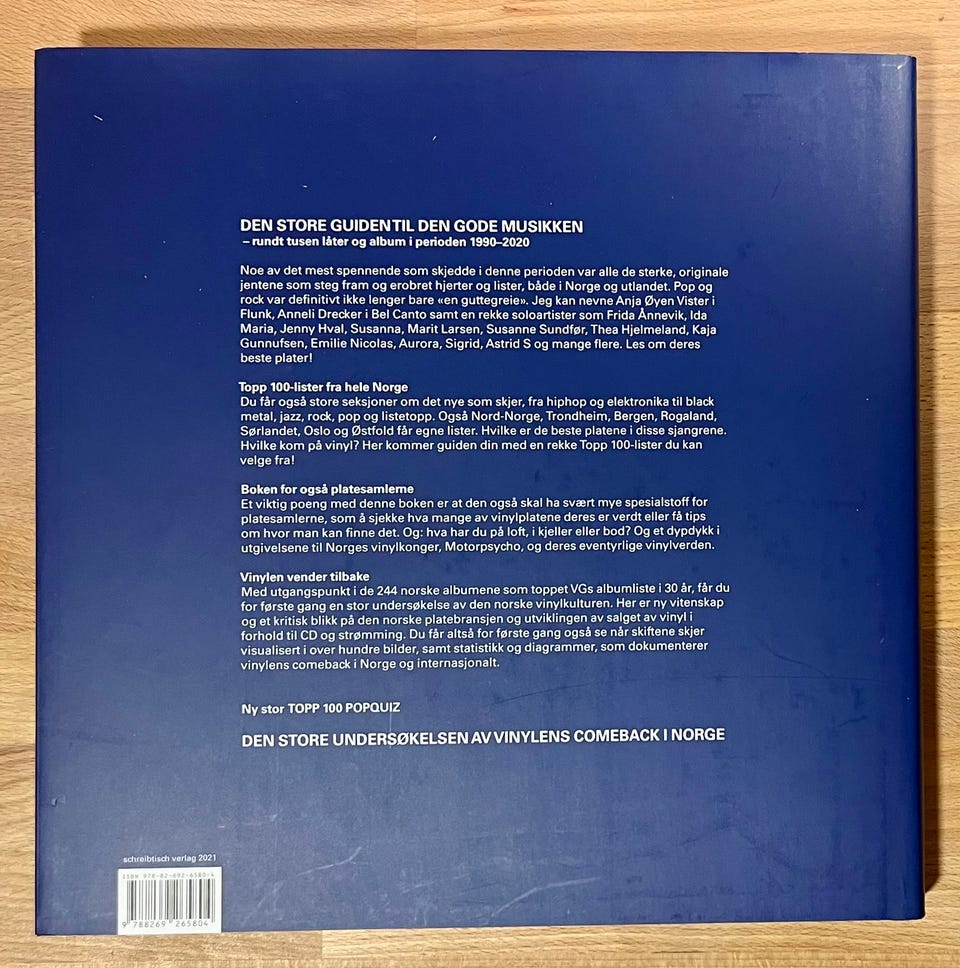 DEN STORE GUIDEN TIL DEN GODE MUSIKKEN
– rundt tusen låter og album i perioden 1990–2020
Noe av det mest spennende som skjedde i denne perioden var alle de sterke, originale
jentene som steg fram og erobret hjerter og lister, både i Norge og utlandet. Pop og
rock var definitivt ikke lenger bare «en guttegreie». Jeg kan nevne Anja Øyen Vister i
Flunk, Anneli Drecker i Bel Canto samt en rekke soloartister som Frida Ånnevik, Ida
Maria, Jenny Hval, Susanna, Marit Larsen, Susanne Sundfør, Thea Hjelmeland, Kaja
Gunnufsen, Emilie Nicolas, Aurora, Sigrid, Astrid S og mange flere. Les om deres
beste plater!
Topp 100-lister fra hele Norge
Du får også store seksjoner om det nye som skjer, fra hiphop og elektronika til black
metal, jazz, rock, pop og listetopp. Også Nord-Norge, Trondheim, Bergen, Rogaland,
Sørlandet, Oslo og Østfold får egne lister. Hvilke er de beste platene i disse sjangrene.
Hvilke kom på vinyl? Her kommer guiden din med en rekke Topp 100-lister du kan
velge fra!
Boken for også platesamlerne
Et viktig poeng med denne boken er at den også skal ha svært mye spesialstoff for
platesamlerne, som å sjekke hva mange av vinylplatene deres er verdt eller få tips
om hvor man kan finne det. Og: hva har du på loft, i kjeller eller bod? Og et dypdykk i
utgivelsene til Norges vinylkonger, Motorpsycho, og deres eventyrlige vinylverden.
Vinylen vender tilbake
Med utgangspunkt i de 244 norske albumene som toppet VGs albumliste i 30 år, får du
for første gang en stor undersøkelse av den norske vinylkulturen. Her er ny vitenskap
og et kritisk blikk på den norske platebransjen og utviklingen av salget av vinyl i
forhold til CD og strømming. Du får altså for første gang også se når skiftene skjer
visualisert i over hundre bilder, samt statistikk og diagrammer, som dokumenterer
vinylens comeback i Norge og internasjonalt.
Ny stor TOPP 100 POPQUIZ
DEN STORE UNDERSØKELSEN AV VINYLENS COMEBACK I NORGE
schreibtisch verlag 2021
ISBN 978-82-692-6580-4
9 788269 265804